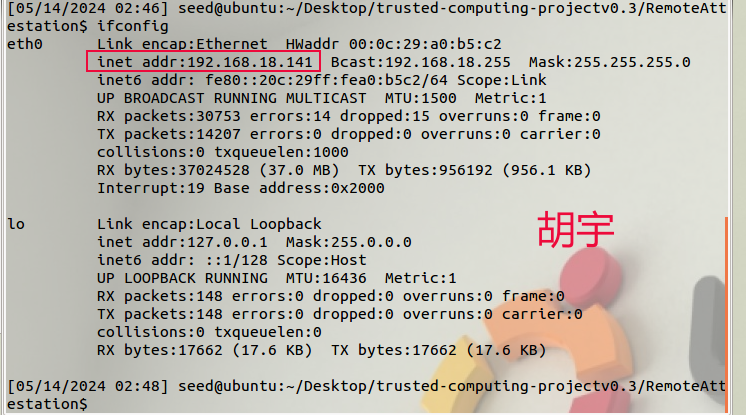 [05/14/2024 02:46] seed@ubuntu:~/Desktop/trusted-computing-projectv0.3/RemoteAtt
estation$ ifconfig
eth0      Link encap:Ethernet  HWaddr 00:0c:29:a0:b5:c2
          inet addr:192.168.18.141  Bcast:192.168.18.255  Mask:255.255.255.0
          inet6 addr: fe80::20c:29ff:fea0:b5c2/64 Scope:Link
          UP BROADCAST RUNNING MULTICAST  MTU:1500  Metric:1
          RX packets:30753 errors:14 dropped:15 overruns:0 frame:0
          TX packets:14207 errors:0 dropped:0 overruns:0 carrier:0
          collisions:0 txqueuelen:1000
          RX bytes:37024528 (37.0 MB)  TX bytes:956192 (956.1 KB)
          Interrupt:19 Base address:0x2000
胡宇
lo        Link encap:Local Loopback
          inet addr:127.0.0.1  Mask:255.0.0.0
          inet6 addr: ::1/128 Scope:Host
          UP LOOPBACK RUNNING  MTU:16436  Metric:1
          RX packets:148 errors:0 dropped:0 overruns:0 frame:0
          TX packets:148 errors:0 dropped:0 overruns:0 carrier:0
          collisions:0 txqueuelen:0
          RX bytes:17662 (17.6 KB)  TX bytes:17662 (17.6 KB)
[05/14/2024 02:48] seed@ubuntu:~/Desktop/trusted-computing-projectv0.3/RemoteAtt
estation$